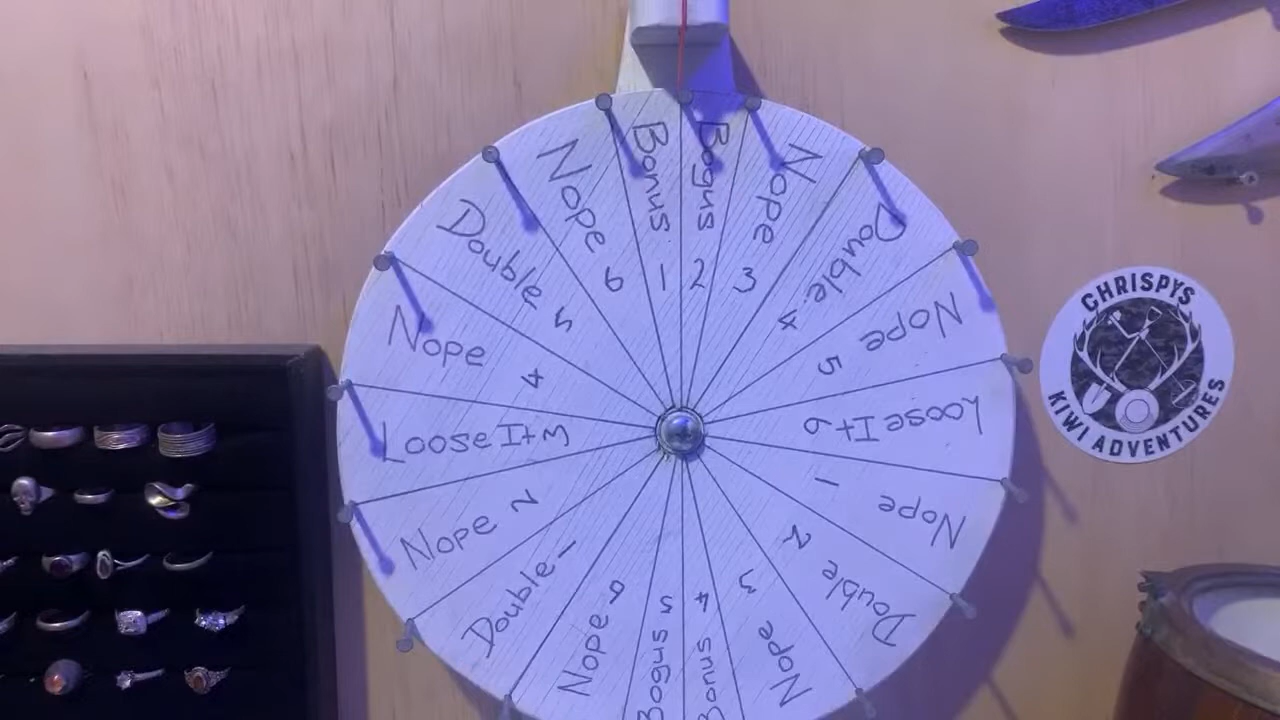 Bonus 1
Bogus 2
Nope 3
Double 4
Nope 5
Loose It 6
Nope 1
Double 2
Nope 3
Bonus 4
Bogus 5
Nope 6
Double 1
Nope 2
Loose It 3
Nope 4
Double 5
Nope 6
CHRISPYS
KIWI ADVENTURES